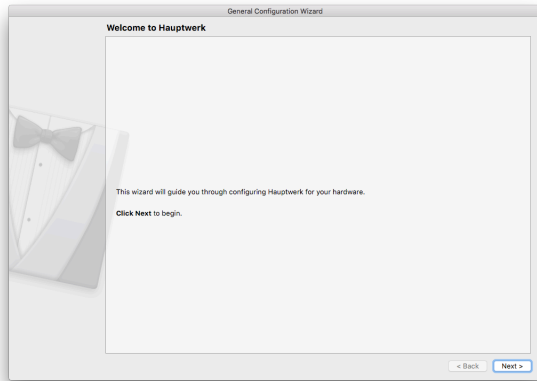 General Configuration Wizard
Welcome to Hauptwerk
This wizard will guide you through configuring Hauptwerk for your hardware.
Click Next to begin.
< Back
Next >